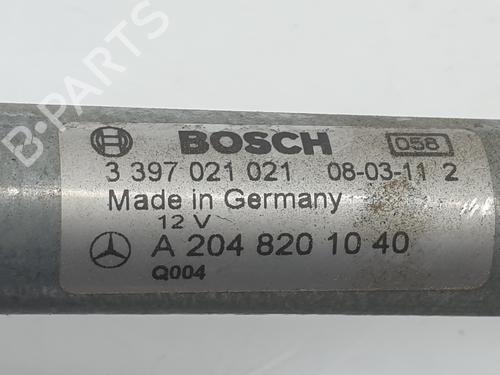 BOSCH 058
3 397 021 021 08-03-11 2
Made in Germany
12 V
A 204 820 10 40
Q004
B-PARTS